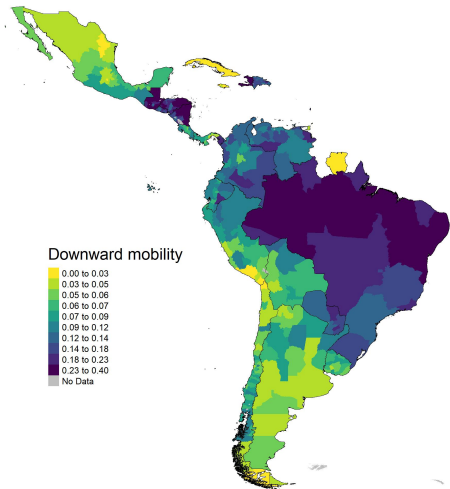 Downward mobility
0.00 to 0.03
0.03 to 0.05
0.05 to 0.06
0.06 to 0.07
0.07 to 0.09
0.09 to 0.12
0.12 to 0.14
0.14 to 0.18
0.18 to 0.23
0.23 to 0.40
No Data